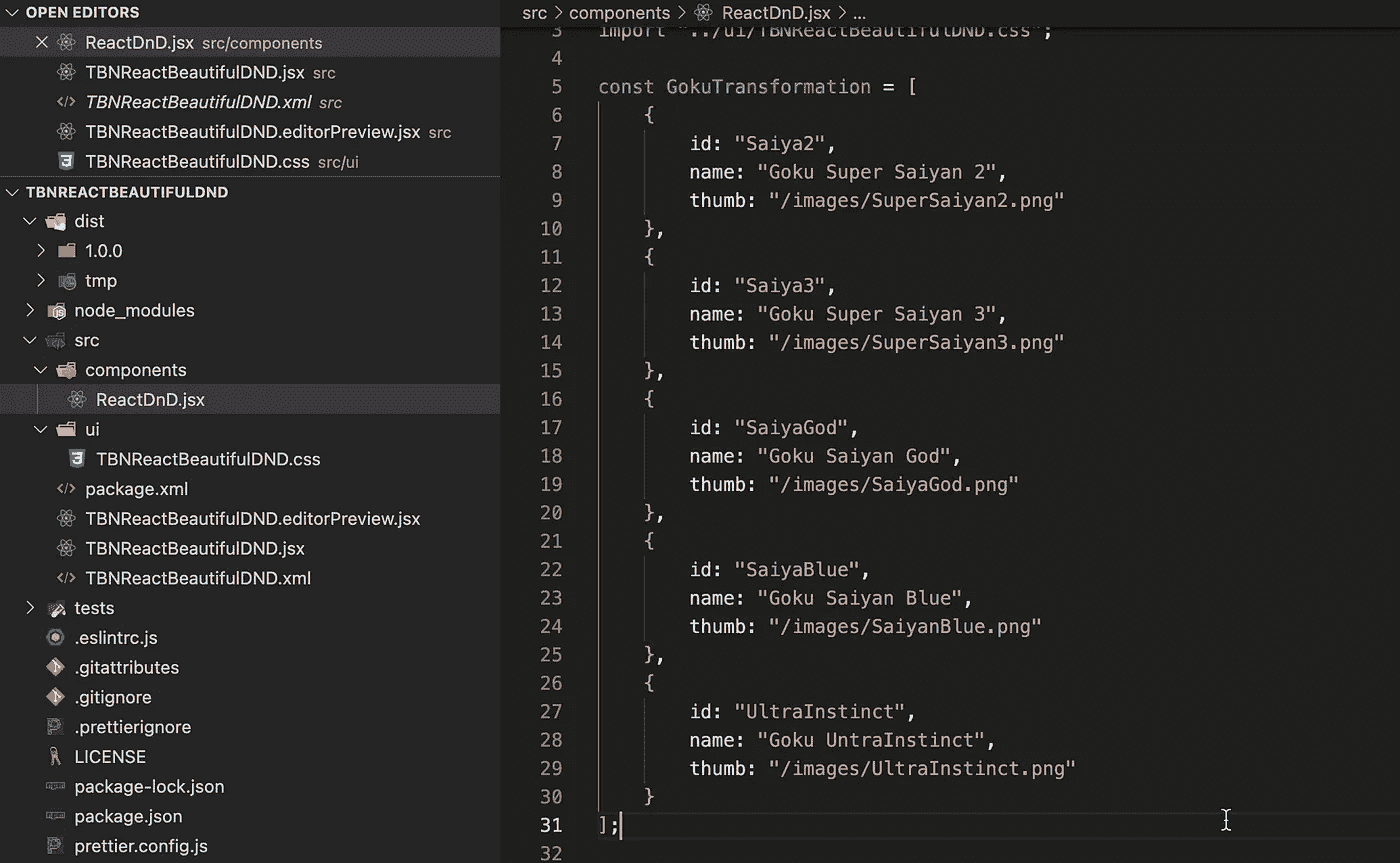 OPEN EDITORS
ReactDnD.jsx src/components
TBNReactBeautifulDND.jsx src
</> TBNReactBeautifulDND.xml src
TBNReactBeautifulDND.editorPreview.jsx src
TBNReactBeautifulDND.css src/ui
TBNREACTBEAUTIFULDND
dist
1.0.0
tmp
node_modules
src
components
ReactDnD.jsx
ui
TBNReactBeautifulDND.css
</> package.xml
TBNReactBeautifulDND.editorPreview.jsx
TBNReactBeautifulDND.jsx
</> TBNReactBeautifulDND.xml
tests
.eslintrc.js
.gitattributes
.gitignore
.prettierignore
LICENSE
package-lock.json
package.json
prettier.config.js
src > components > ReactDnD.jsx > ...
3 import "../ui/TBNReactBeautifulDND.css";
4
5 const GokuTransformation = [
6 {
7 id: "Saiya2",
8 name: "Goku Super Saiyan 2",
9 thumb: "/images/SuperSaiyan2.png"
10 },
11 {
12 id: "Saiya3",
13 name: "Goku Super Saiyan 3",
14 thumb: "/images/SuperSaiyan3.png"
15 },
16 {
17 id: "SaiyaGod",
18 name: "Goku Saiyan God",
19 thumb: "/images/SaiyaGod.png"
20 },
21 {
22 id: "SaiyaBlue",
23 name: "Goku Saiyan Blue",
24 thumb: "/images/SaiyanBlue.png"
25 },
26 {
27 id: "UltraInstinct",
28 name: "Goku UntraInstinct",
29 thumb: "/images/UltraInstinct.png"
30 }
31 ];
32